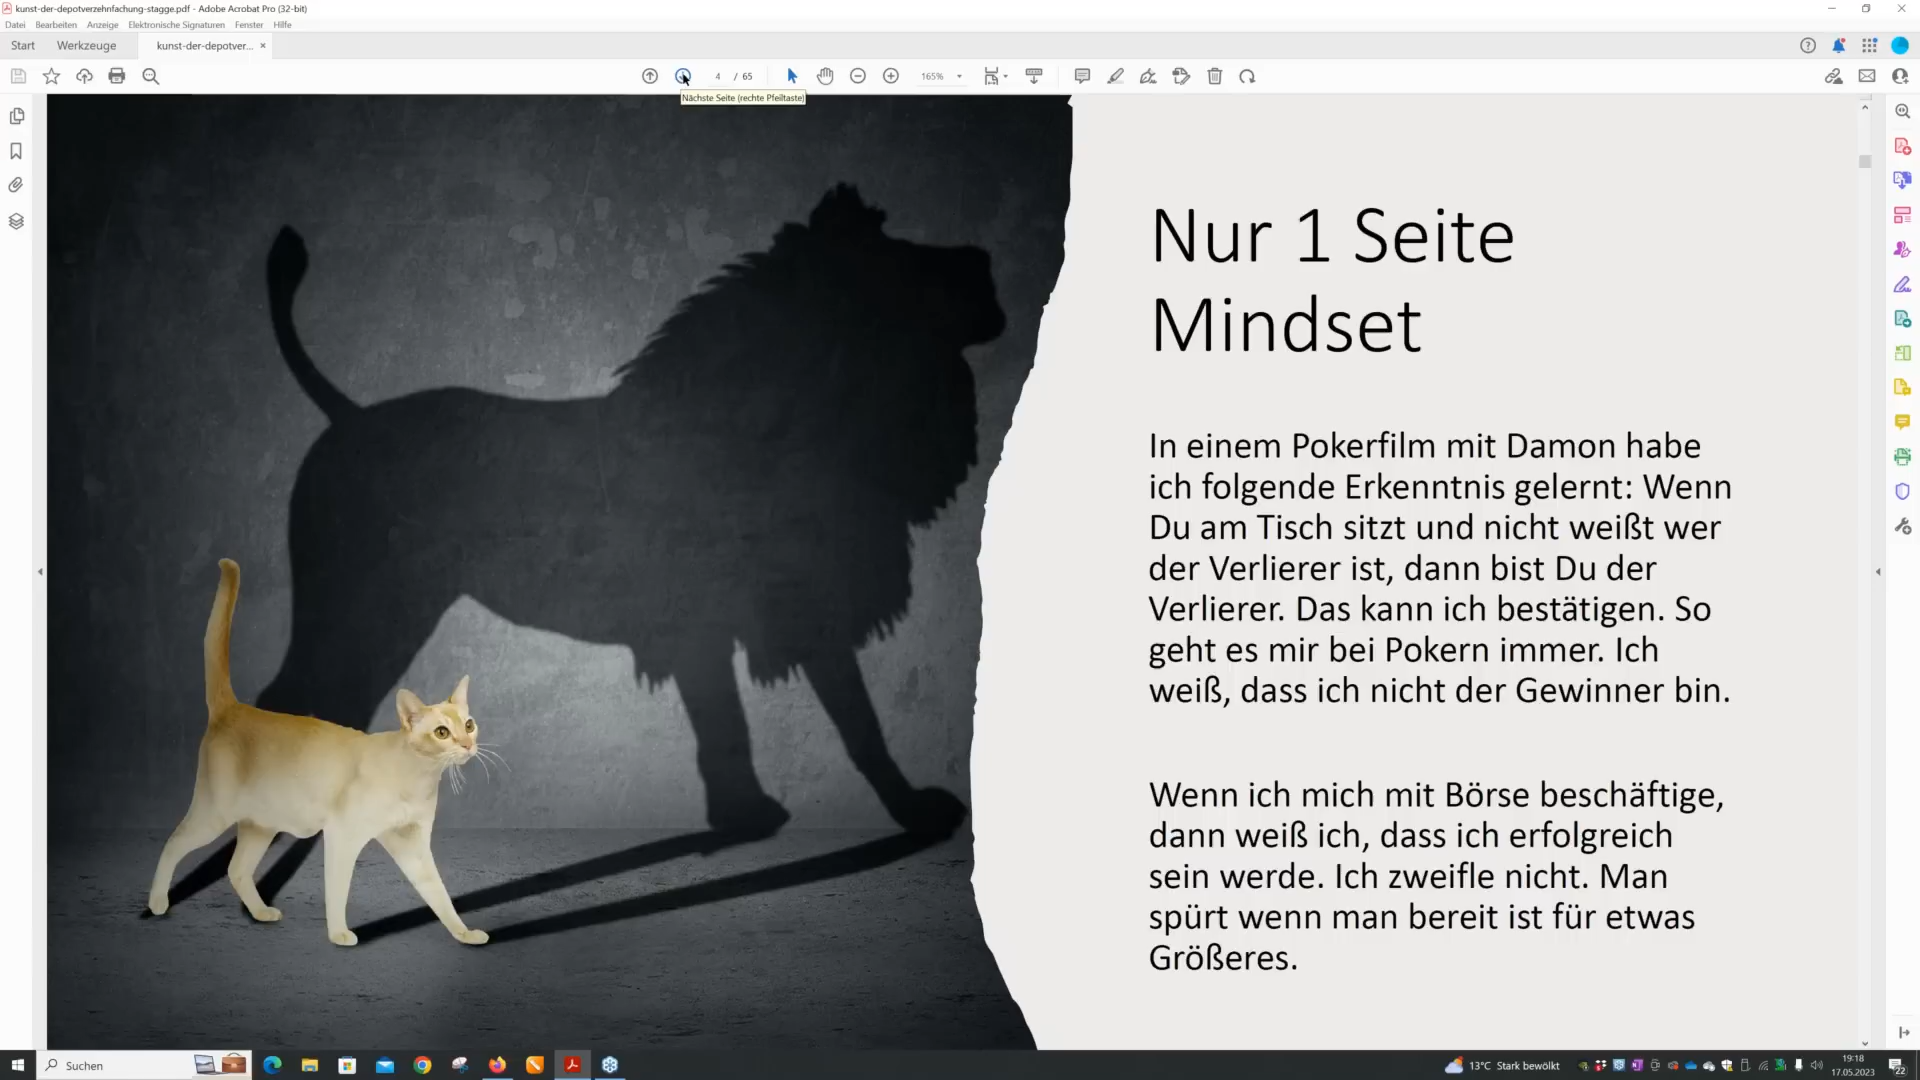 kunst-der-depotverzehnfachung-stagge.pdf - Adobe Acrobat Pro (32-bit)
Datei Bearbeiten Anzeige Elektronische Signaturen Fenster Hilfe
Start Werkzeuge kunst-der-depotver... ×
4 / 65 165%
Nächste Seite (rechte Pfeiltaste)
Nur 1 Seite
Mindset
In einem Pokerfilm mit Damon habe
ich folgende Erkenntnis gelernt: Wenn
Du am Tisch sitzt und nicht weißt wer
der Verlierer ist, dann bist Du der
Verlierer. Das kann ich bestätigen. So
geht es mir bei Pokern immer. Ich
weiß, dass ich nicht der Gewinner bin.
Wenn ich mich mit Börse beschäftige,
dann weiß ich, dass ich erfolgreich
sein werde. Ich zweifle nicht. Man
spürt wenn man bereit ist für etwas
Größeres.
Suchen
13°C Stark bewölkt
19:18
17.05.2023
22